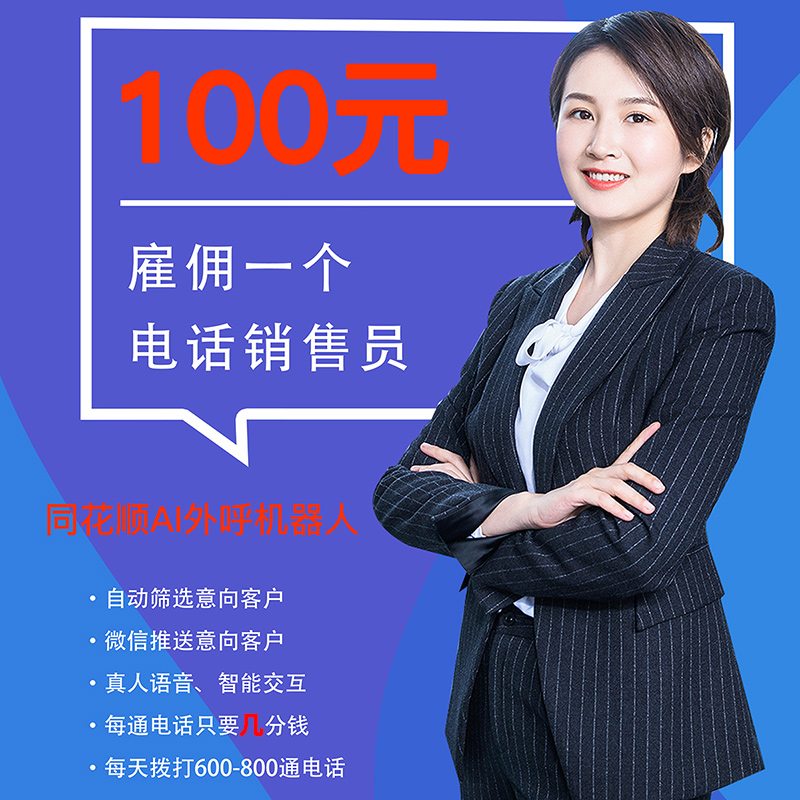 100元
雇佣一个
电话销售员
同花顺AI外呼机器人
·自动筛选意向客户
·微信推送意向客户
·真人语音、智能交互
·每通电话只要几分钱
·每天拨打600-800通电话